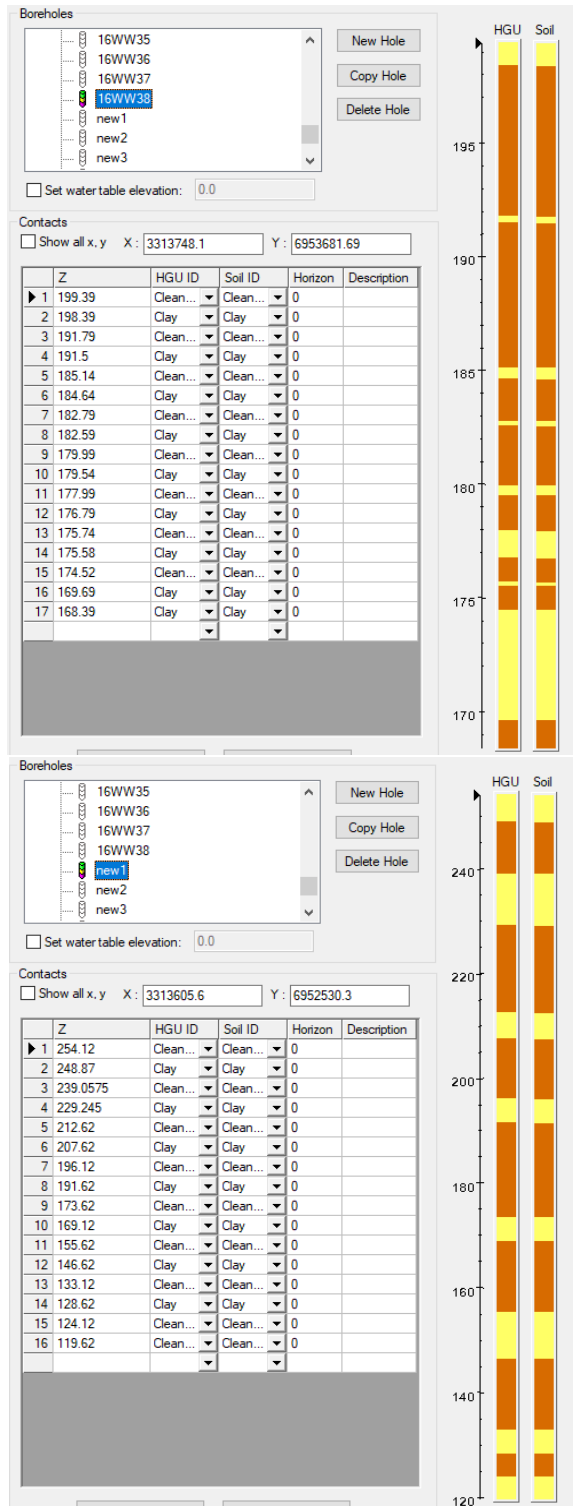 Boreholes
16WW35
16WW36
16WW37
16WW38
new1
new2
new3
New Hole
Copy Hole
Delete Hole
Set water table elevation: 0.0
Contacts
Show all x, y X : 3313748.1 Y : 6953681.69
Z HGU ID Soil ID Horizon Description
1 199.39 Clean... Clean... 0
2 198.39 Clay Clay 0
3 191.79 Clean... Clean... 0
4 191.5 Clay Clay 0
5 185.14 Clean... Clean... 0
6 184.64 Clay Clay 0
7 182.79 Clean... Clean... 0
8 182.59 Clay Clay 0
9 179.99 Clean... Clean... 0
10 179.54 Clay Clay 0
11 177.99 Clean... Clean... 0
12 176.79 Clay Clay 0
13 175.74 Clean... Clean... 0
14 175.58 Clay Clay 0
15 174.52 Clean... Clean... 0
16 169.69 Clay Clay 0
17 168.39 Clay Clay 0
HGU Soil
195
190
185
180
175
170
Boreholes
16WW35
16WW36
16WW37
16WW38
new1
new2
new3
New Hole
Copy Hole
Delete Hole
Set water table elevation: 0.0
Contacts
Show all x, y X : 3313605.6 Y : 6952530.3
Z HGU ID Soil ID Horizon Description
1 254.12 Clean... Clean... 0
2 248.87 Clay Clay 0
3 239.0575 Clean... Clean... 0
4 229.245 Clay Clay 0
5 212.62 Clean... Clean... 0
6 207.62 Clay Clay 0
7 196.12 Clean... Clean... 0
8 191.62 Clay Clay 0
9 173.62 Clean... Clean... 0
10 169.12 Clay Clay 0
11 155.62 Clean... Clean... 0
12 146.62 Clay Clay 0
13 133.12 Clean... Clean... 0
14 128.62 Clay Clay 0
15 124.12 Clean... Clean... 0
16 119.62 Clean... Clean... 0
HGU Soil
240
220
200
180
160
140
120